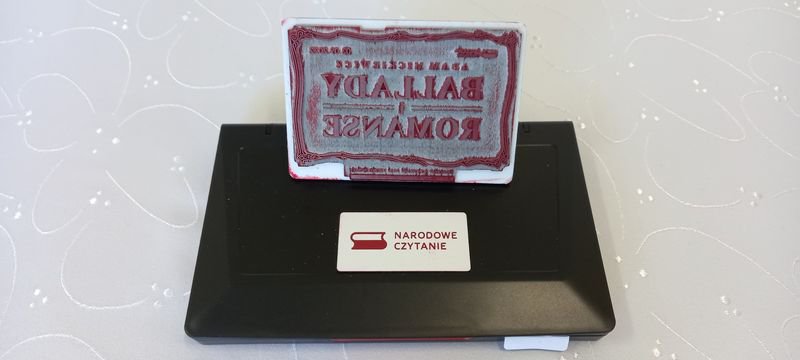 ADAM MICKIEWICZ
BALLADY
I
ROMANSE
NARODOWE
CZYTANIE